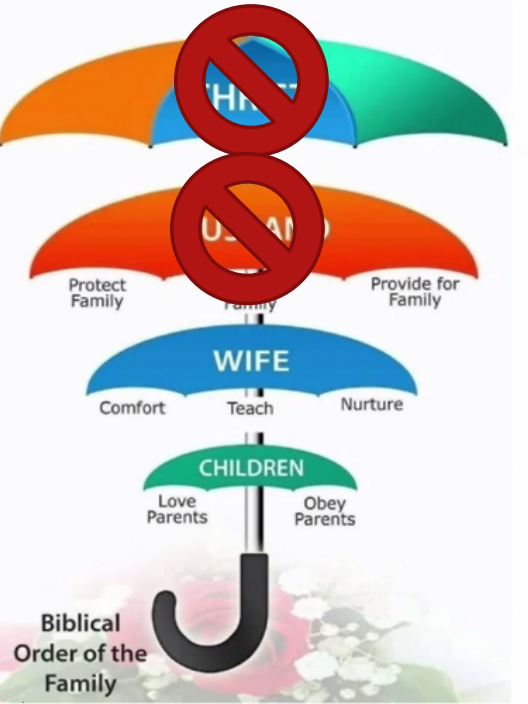 Protect
Family
Family
Provide for
Family
WIFE
Comfort
Teach
Nurture
CHILDREN
Love
Parents
Obey
Parents
Biblical
Order of the
Family